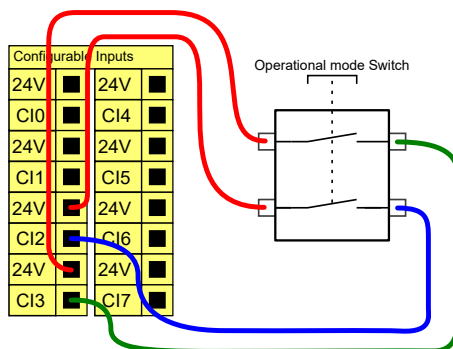 Configurable Inputs
Operational mode Switch
24V 24V
CI0 CI4
24V 24V
CI1 CI5
24V 24V
CI2 CI6
24V 24V
CI3 CI7